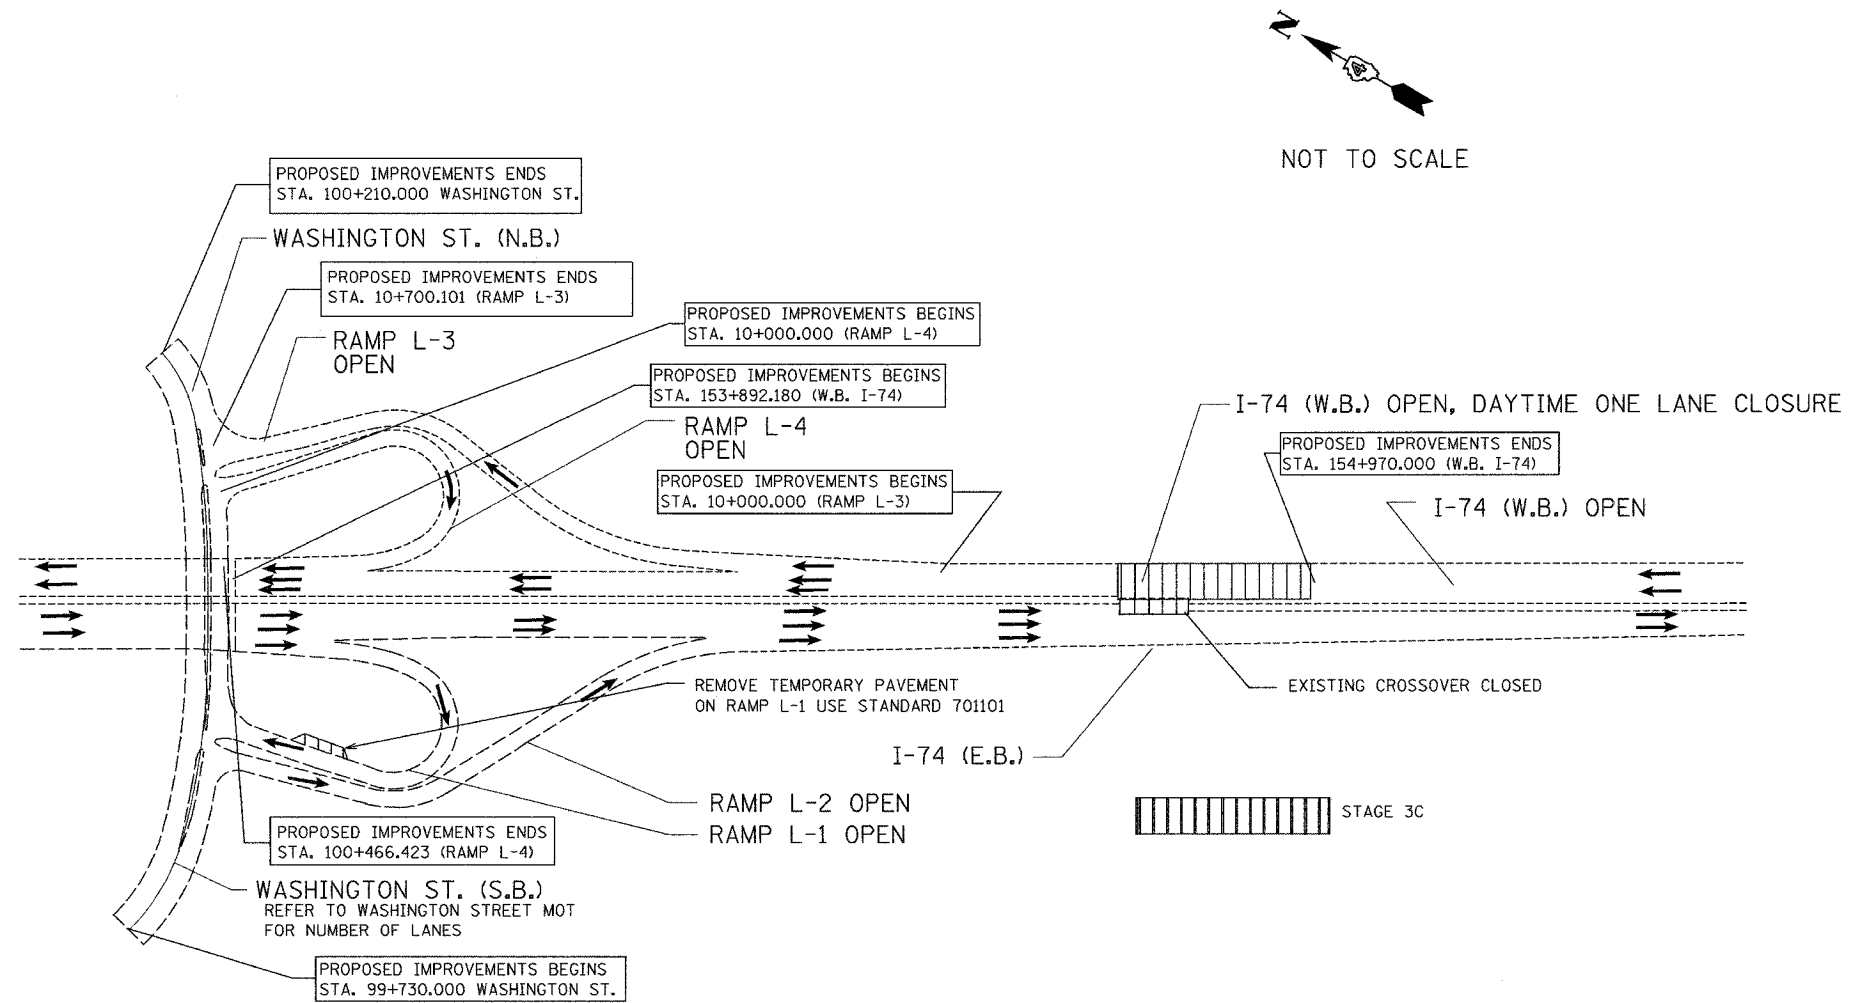 N
4
NOT TO SCALE
PROPOSED IMPROVEMENTS ENDS
STA. 100+210.000 WASHINGTON ST.
WASHINGTON ST. (N.B.)
PROPOSED IMPROVEMENTS ENDS
STA. 10+700.101 (RAMP L-3)
RAMP L-3
OPEN
PROPOSED IMPROVEMENTS BEGINS
STA. 10+000.000 (RAMP L-4)
PROPOSED IMPROVEMENTS BEGINS
STA. 153+892.180 (W.B. I-74)
RAMP L-4
OPEN
PROPOSED IMPROVEMENTS BEGINS
STA. 10+000.000 (RAMP L-3)
I-74 (W.B.) OPEN, DAYTIME ONE LANE CLOSURE
PROPOSED IMPROVEMENTS ENDS
STA. 154+970.000 (W.B. I-74)
I-74 (W.B.) OPEN
REMOVE TEMPORARY PAVEMENT
ON RAMP L-1 USE STANDARD 701101
EXISTING CROSSOVER CLOSED
I-74 (E.B.)
RAMP L-2 OPEN
RAMP L-1 OPEN
STAGE 3C
PROPOSED IMPROVEMENTS ENDS
STA. 100+466.423 (RAMP L-4)
WASHINGTON ST. (S.B.)
REFER TO WASHINGTON STREET MOT
FOR NUMBER OF LANES
PROPOSED IMPROVEMENTS BEGINS
STA. 99+730.000 WASHINGTON ST.